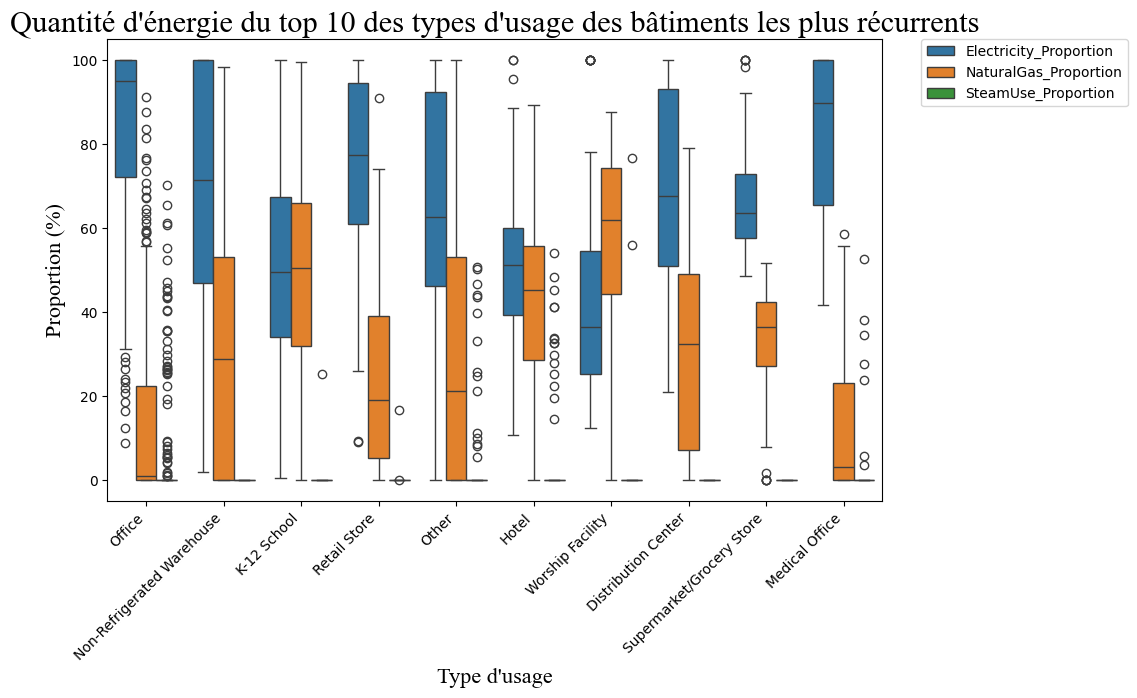 Quantité d'énergie du top 10 des types d'usage des bâtiments les plus récurrents
Electricity_Proportion
NaturalGas_Proportion
SteamUse_Proportion
Proportion (%)
100
80
60
40
20
0
Office
Non-Refrigerated Warehouse
K-12 School
Retail Store
Other
Hotel
Worship Facility
Distribution Center
Supermarket/Grocery Store
Medical Office
Type d'usage